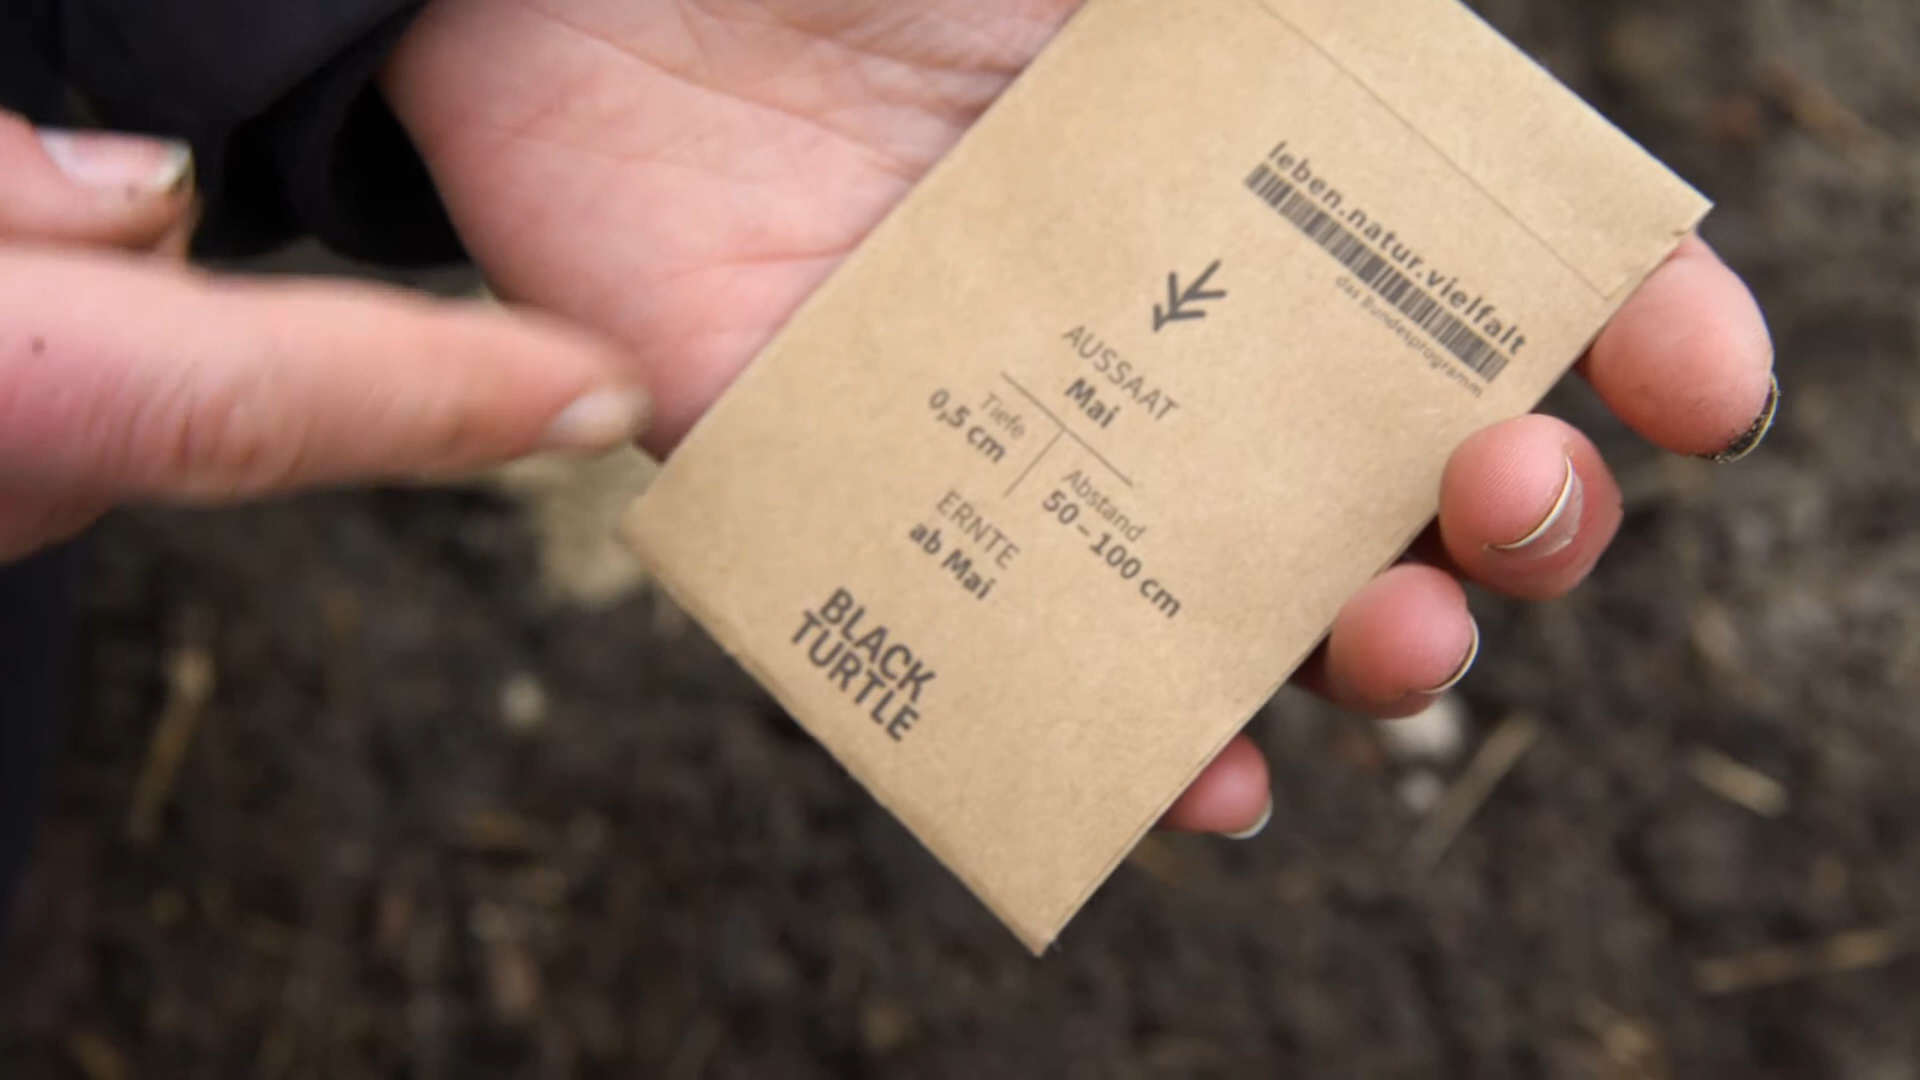 leben.natur.vielfalt
das Bundesprogramm
AUSSAAT
Mai
Tiefe
0,5 cm
Abstand
50 – 100 cm
ERNTE
ab Mai
BLACK
TURTLE